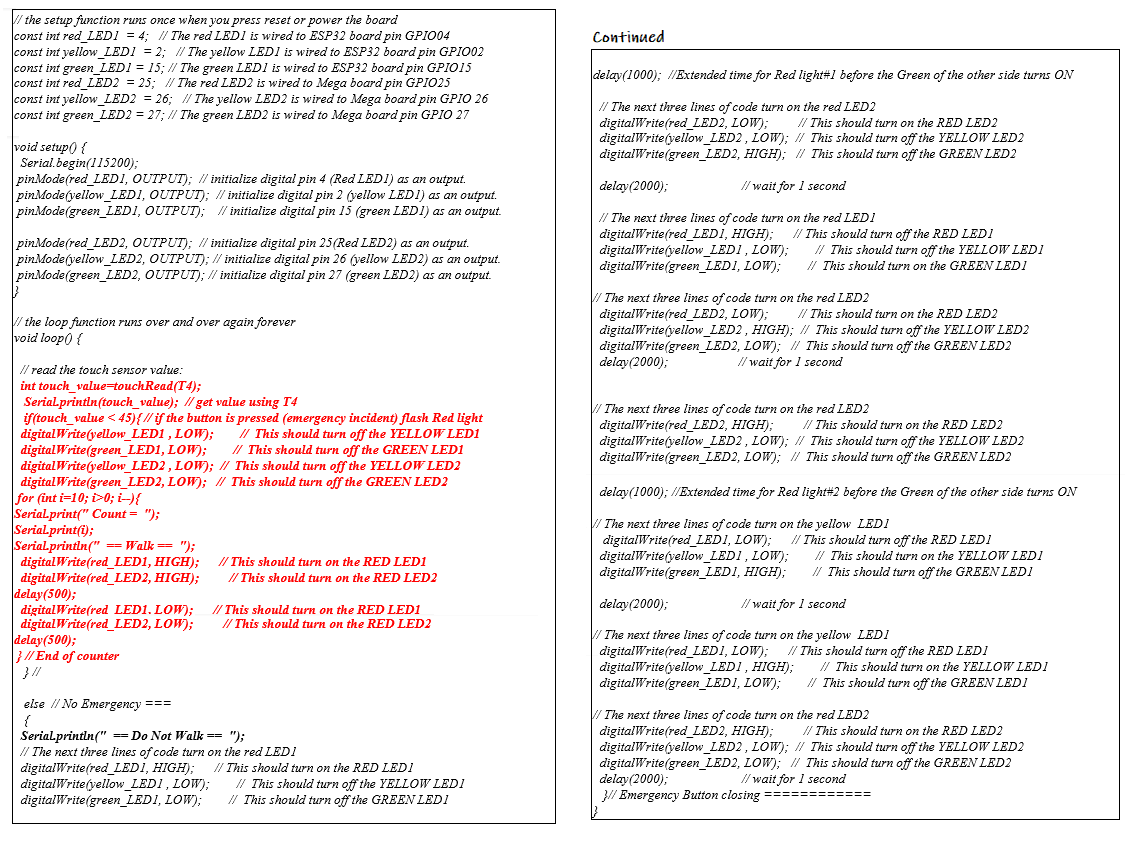 // the setup function runs once when you press reset or power the board
const int red_LED1 = 4; // The red LED1 is wired to ESP32 board pin GPIO04
const int yellow_LED1 = 2; // The yellow LED1 is wired to ESP32 board pin GPIO02
const int green_LED1 = 15; // The green LED1 is wired to ESP32 board pin GPIO15
const int red_LED2 = 25; // The red LED2 is wired to Mega board pin GPIO25
const int yellow_LED2 = 26; // The yellow LED2 is wired to Mega board pin GPIO 26
const int green_LED2 = 27; // The green LED2 is wired to Mega board pin GPIO 27
void setup() {
Serial.begin(115200);
pinMode(red_LED1, OUTPUT); // initialize digital pin 4 (Red LED1) as an output.
pinMode(yellow_LED1, OUTPUT); // initialize digital pin 2 (yellow LED1) as an output.
pinMode(green_LED1, OUTPUT); // initialize digital pin 15 (green LED1) as an output.
pinMode(red_LED2, OUTPUT); // initialize digital pin 25(Red LED2) as an output.
pinMode(yellow_LED2, OUTPUT); // initialize digital pin 26 (yellow LED2) as an output.
pinMode(green_LED2, OUTPUT); // initialize digital pin 27 (green LED2) as an output.
}
// the loop function runs over and over again forever
void loop() {
// read the touch sensor value:
int touch_value=touchRead(T4);
Serial.println(touch_value); // get value using T4
if(touch_value < 45){ // if the button is pressed (emergency incident) flash Red light
digitalWrite(yellow_LED1 , LOW); // This should turn off the YELLOW LED1
digitalWrite(green_LED1, LOW); // This should turn off the GREEN LED1
digitalWrite(yellow_LED2 , LOW); // This should turn off the YELLOW LED2
digitalWrite(green_LED2, LOW); // This should turn off the GREEN LED2
for (int i=10; i>0; i--){
Serial.print(" Count = ");
Serial.print(i);
Serial.println(" == Walk == ");
digitalWrite(red_LED1, HIGH); // This should turn on the RED LED1
digitalWrite(red_LED2, HIGH); // This should turn on the RED LED2
delay(500);
digitalWrite(red_LED1, LOW); // This should turn on the RED LED1
digitalWrite(red_LED2, LOW); // This should turn on the RED LED2
delay(500);
} // End of counter
} //
else // No Emergency ===
{
Serial.println(" == Do Not Walk == ");
// The next three lines of code turn on the red LED1
digitalWrite(red_LED1, HIGH); // This should turn on the RED LED1
digitalWrite(yellow_LED1 , LOW); // This should turn off the YELLOW LED1
digitalWrite(green_LED1, LOW); // This should turn off the GREEN LED1
Continued
delay(1000); //Extended time for Red light#1 before the Green of the other side turns ON
// The next three lines of code turn on the red LED2
digitalWrite(red_LED2, LOW); // This should turn on the RED LED2
digitalWrite(yellow_LED2 , LOW); // This should turn off the YELLOW LED2
digitalWrite(green_LED2, HIGH); // This should turn off the GREEN LED2
delay(2000); // wait for 1 second
// The next three lines of code turn on the red LED1
digitalWrite(red_LED1, HIGH); // This should turn off the RED LED1
digitalWrite(yellow_LED1 , LOW); // This should turn off the YELLOW LED1
digitalWrite(green_LED1, LOW); // This should turn on the GREEN LED1
// The next three lines of code turn on the red LED2
digitalWrite(red_LED2, LOW); // This should turn on the RED LED2
digitalWrite(yellow_LED2 , HIGH); // This should turn off the YELLOW LED2
digitalWrite(green_LED2, LOW); // This should turn off the GREEN LED2
delay(2000); // wait for 1 second
// The next three lines of code turn on the red LED2
digitalWrite(red_LED2, HIGH); // This should turn on the RED LED2
digitalWrite(yellow_LED2 , LOW); // This should turn off the YELLOW LED2
digitalWrite(green_LED2, LOW); // This should turn off the GREEN LED2
delay(1000); //Extended time for Red light#2 before the Green of the other side turns ON
// The next three lines of code turn on the yellow LED1
digitalWrite(red_LED1, LOW); // This should turn off the RED LED1
digitalWrite(yellow_LED1 , LOW); // This should turn on the YELLOW LED1
digitalWrite(green_LED1, HIGH); // This should turn off the GREEN LED1
delay(2000); // wait for 1 second
// The next three lines of code turn on the yellow LED1
digitalWrite(red_LED1, LOW); // This should turn off the RED LED1
digitalWrite(yellow_LED1 , HIGH); // This should turn on the YELLOW LED1
digitalWrite(green_LED1, LOW); // This should turn off the GREEN LED1
// The next three lines of code turn on the red LED2
digitalWrite(red_LED2, HIGH); // This should turn on the RED LED2
digitalWrite(yellow_LED2 , LOW); // This should turn off the YELLOW LED2
digitalWrite(green_LED2, LOW); // This should turn off the GREEN LED2
delay(2000); // wait for 1 second
}// Emergency Button closing ============
}